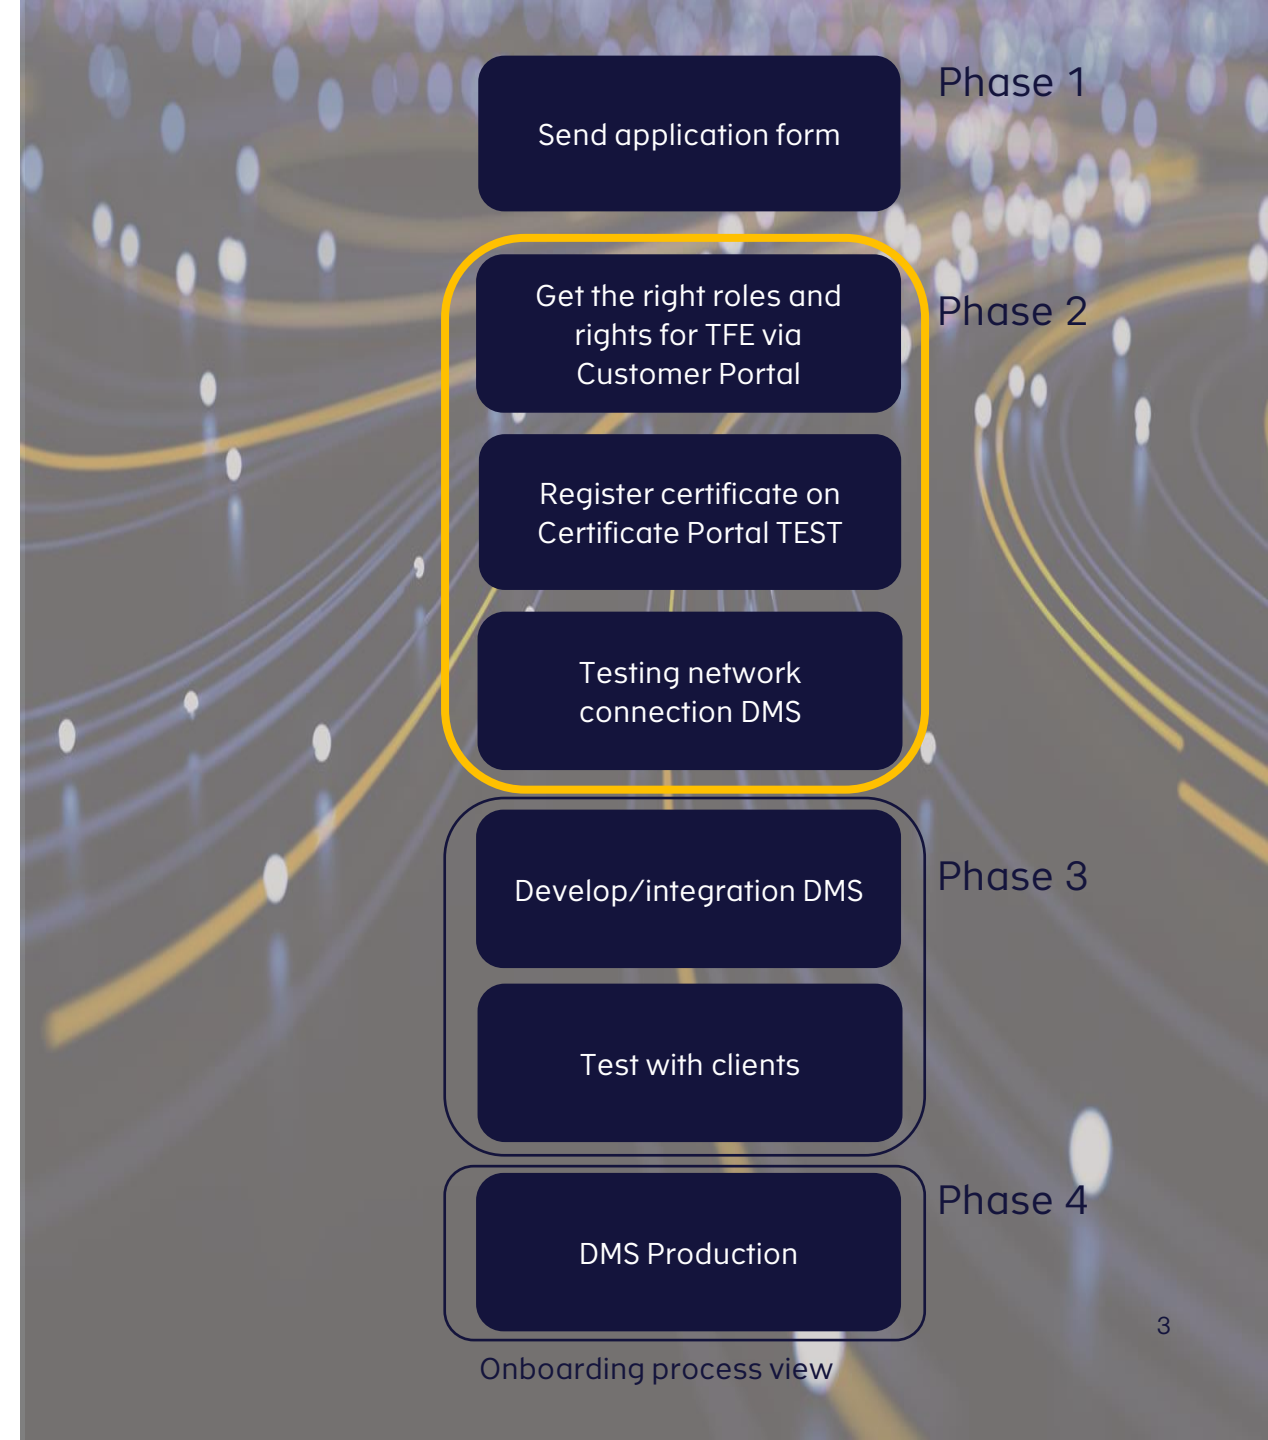 Phase 1
Send application form
Phase 2
Get the right roles and
rights for TFE via
Customer Portal
Register certificate on
Certificate Portal TEST
Testing network
connection DMS
Phase 3
Develop/integration DMS
Test with clients
Phase 4
DMS Production
3
Onboarding process view